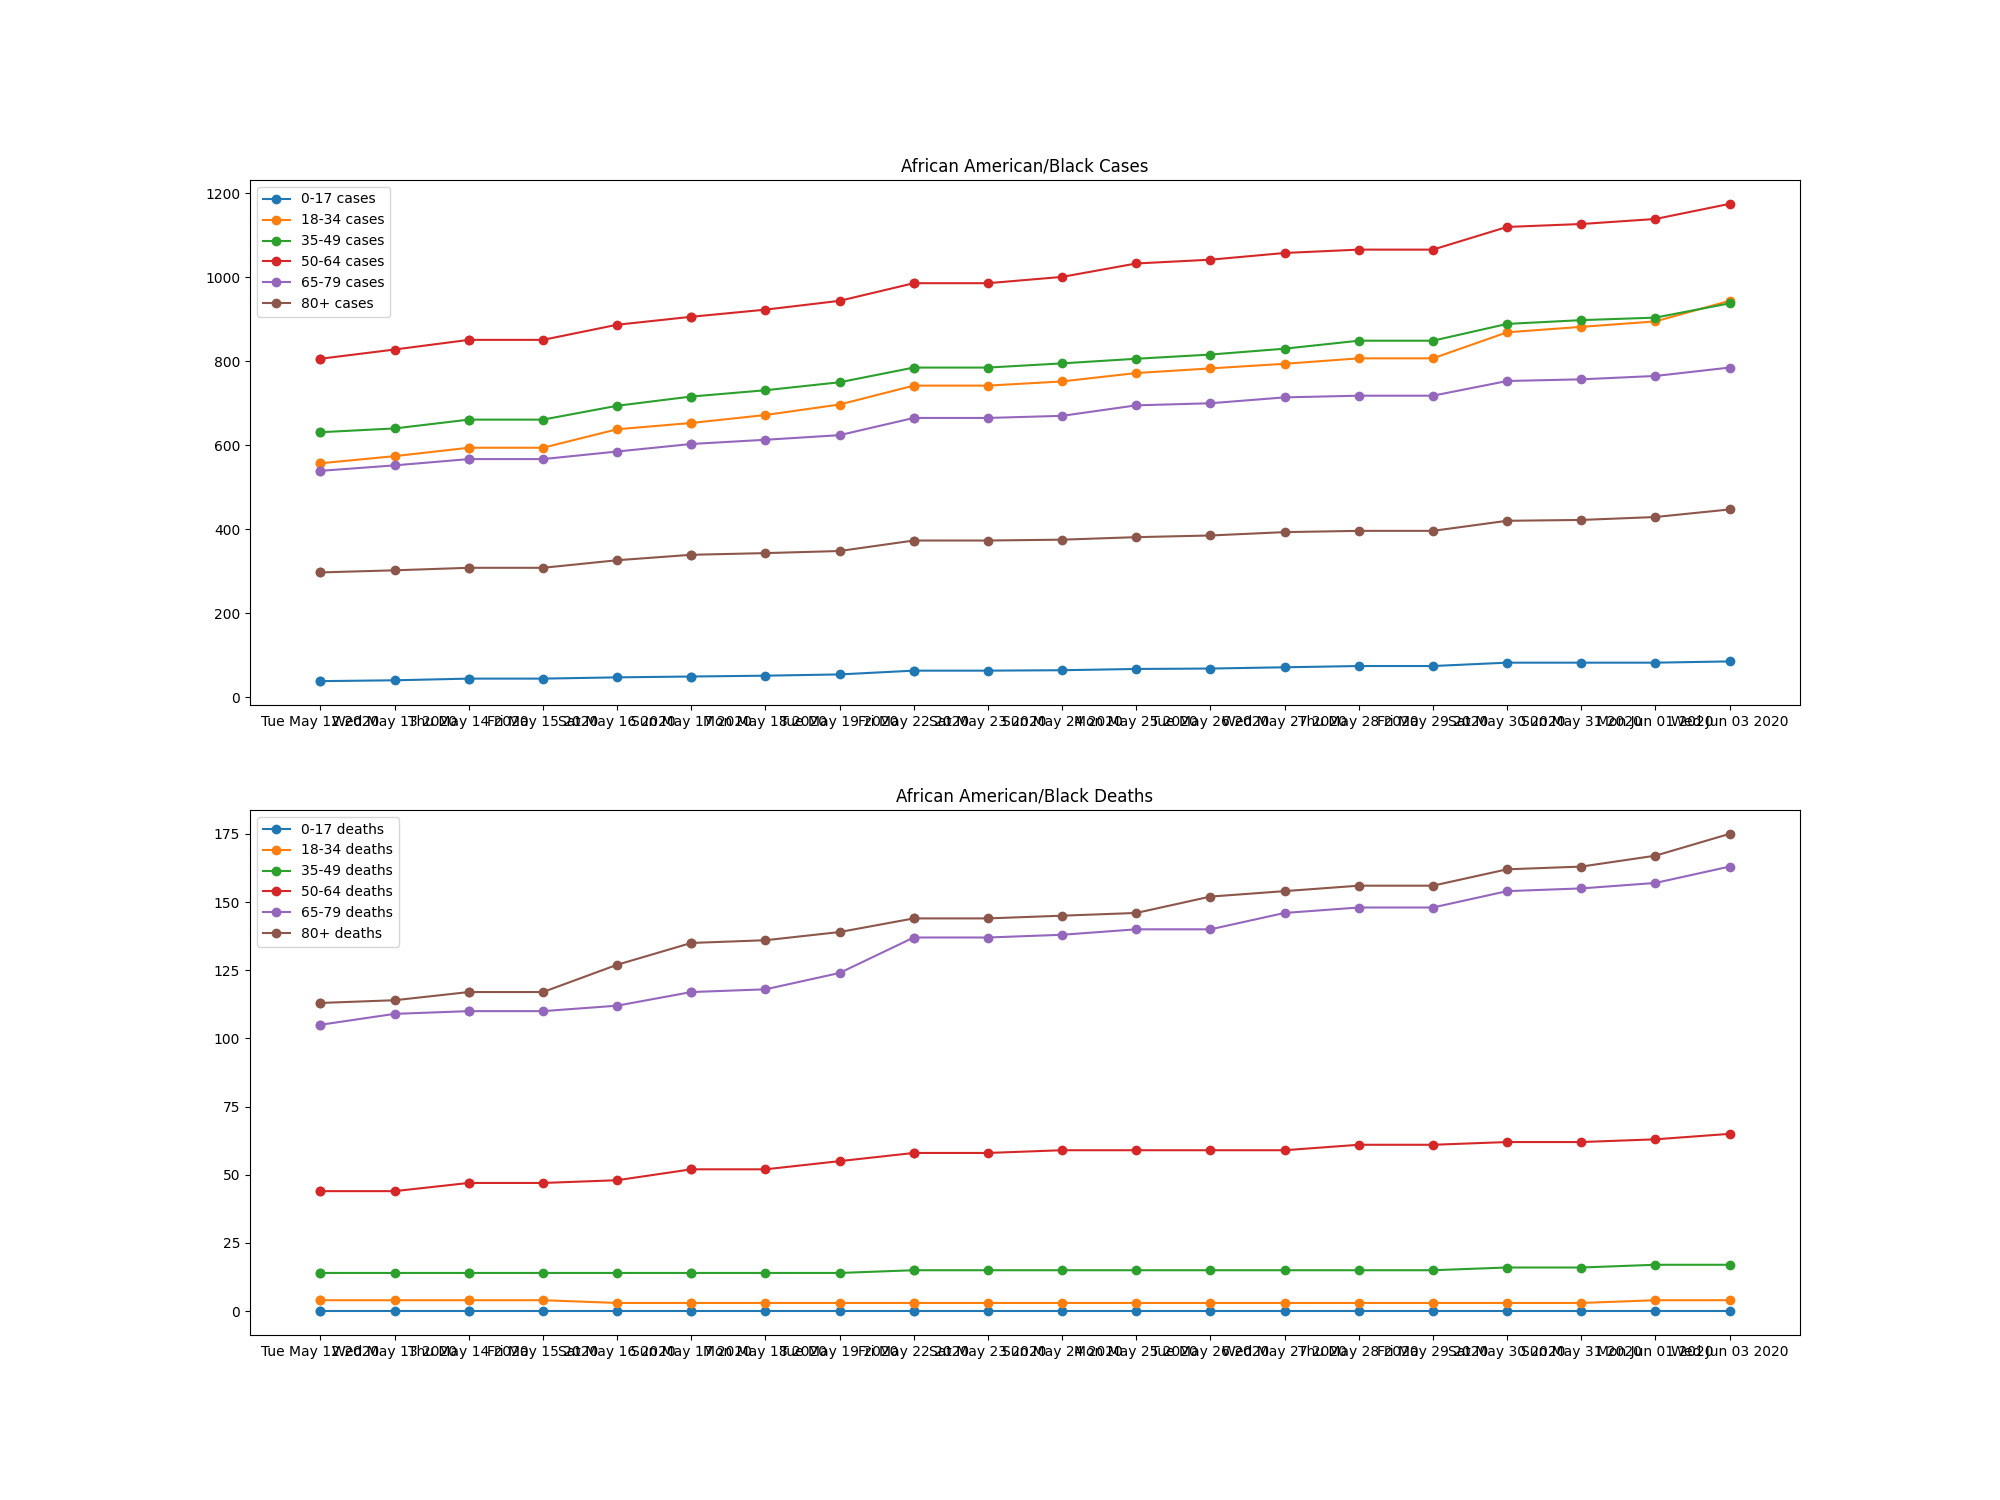 African American/Black Cases
1200
1000
800
600
400
200
0
0-17 cases
18-34 cases
35-49 cases
50-64 cases
65-79 cases
80+ cases
Tue May 12 2020 Wed May 13 2020 Thu May 14 2020 Fri May 15 2020 Sat May 16 2020 Sun May 17 2020 Mon May 18 2020 Tue May 19 2020 Fri May 22 2020 Sat May 23 2020 Sun May 24 2020 Mon May 25 2020 Tue May 26 2020 Wed May 27 2020 Thu May 28 2020 Fri May 29 2020 Sat May 30 2020 Sun May 31 2020 Mon Jun 01 2020 Wed Jun 03 2020
African American/Black Deaths
175
150
125
100
75
50
25
0
0-17 deaths
18-34 deaths
35-49 deaths
50-64 deaths
65-79 deaths
80+ deaths
Tue May 12 2020 Wed May 13 2020 Thu May 14 2020 Fri May 15 2020 Sat May 16 2020 Sun May 17 2020 Mon May 18 2020 Tue May 19 2020 Fri May 22 2020 Sat May 23 2020 Sun May 24 2020 Mon May 25 2020 Tue May 26 2020 Wed May 27 2020 Thu May 28 2020 Fri May 29 2020 Sat May 30 2020 Sun May 31 2020 Mon Jun 01 2020 Wed Jun 03 2020